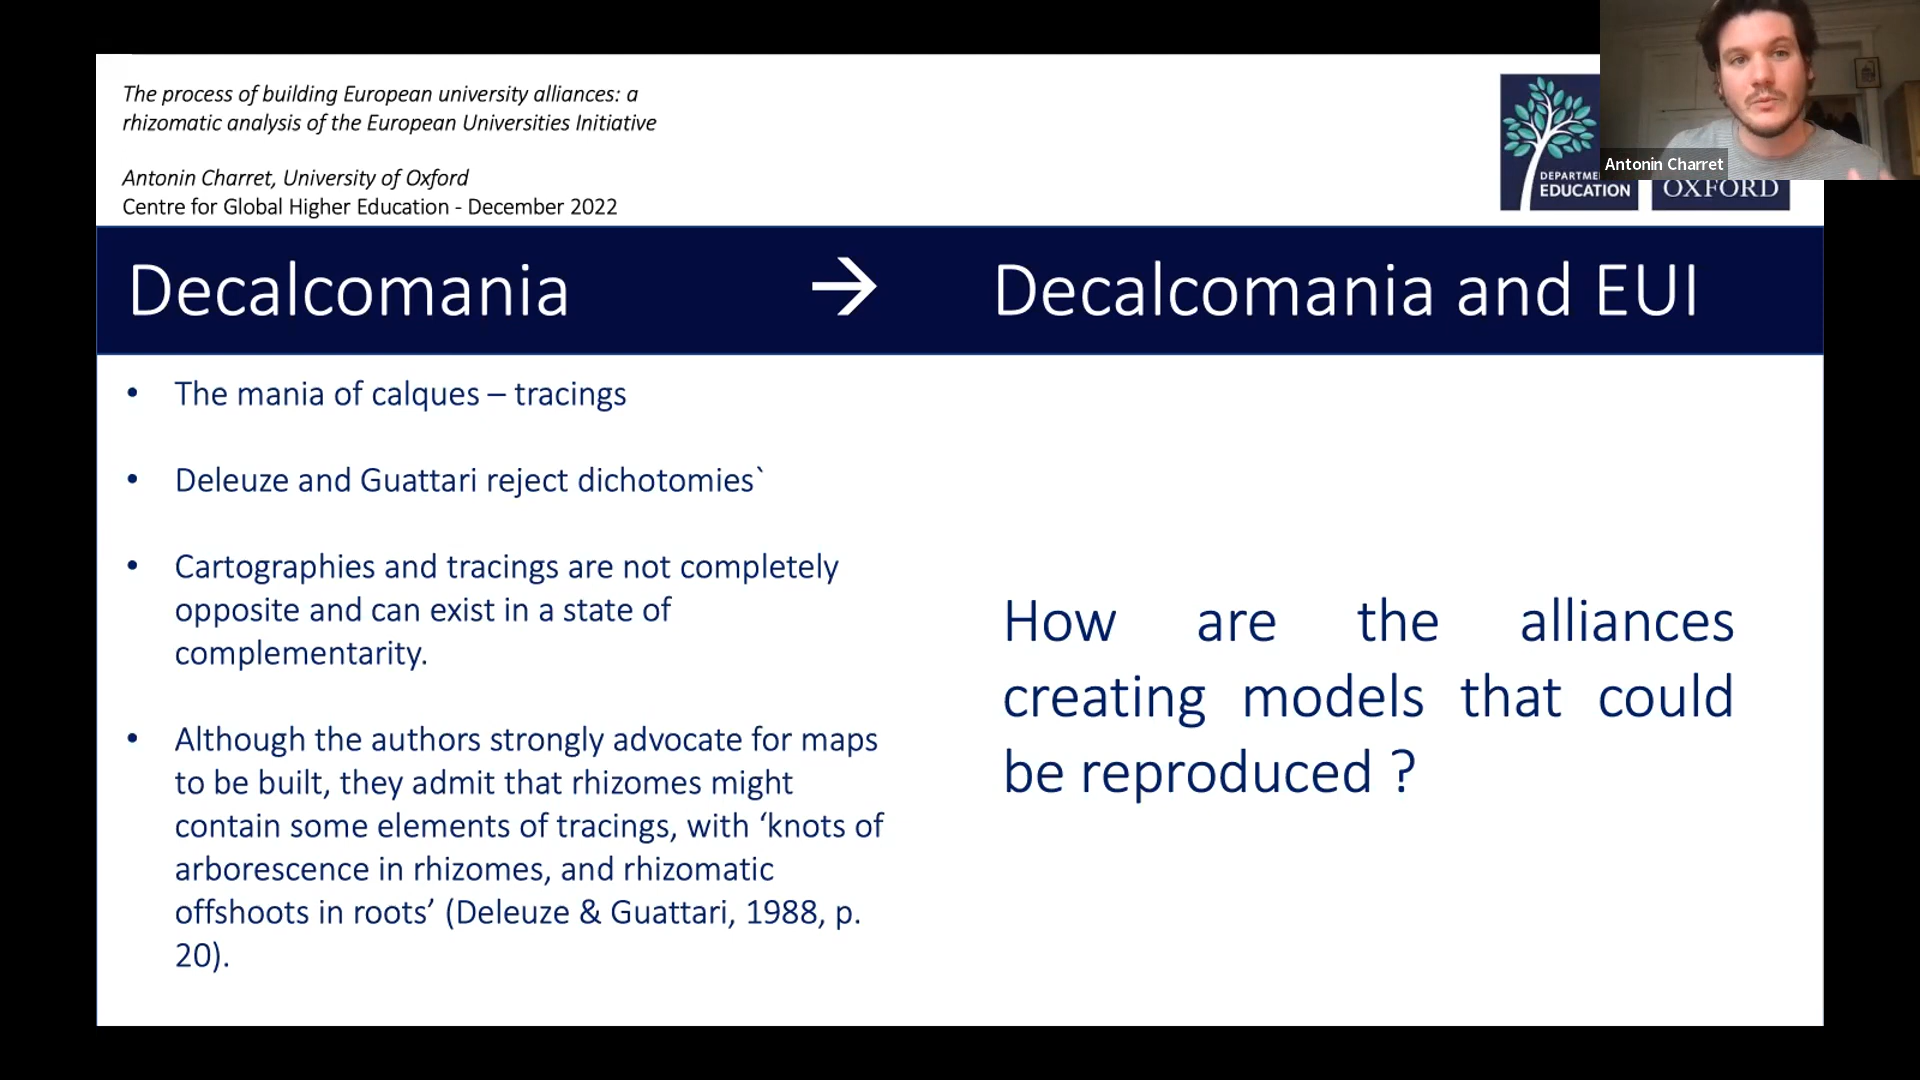 The process of building European university alliances: a
rhizomatic analysis of the European Universities Initiative
Antonin Charret, University of Oxford
Centre for Global Higher Education - December 2022
EDUCATION
OXFORD
Antonin Charret
Decalcomania → Decalcomania and EUI
• The mania of calques – tracings
• Deleuze and Guattari reject dichotomies`
• Cartographies and tracings are not completely
opposite and can exist in a state of
complementarity.
• Although the authors strongly advocate for maps
to be built, they admit that rhizomes might
contain some elements of tracings, with ‘knots of
arborescence in rhizomes, and rhizomatic
offshoots in roots’ (Deleuze & Guattari, 1988, p.
20).
How are the alliances
creating models that could
be reproduced ?